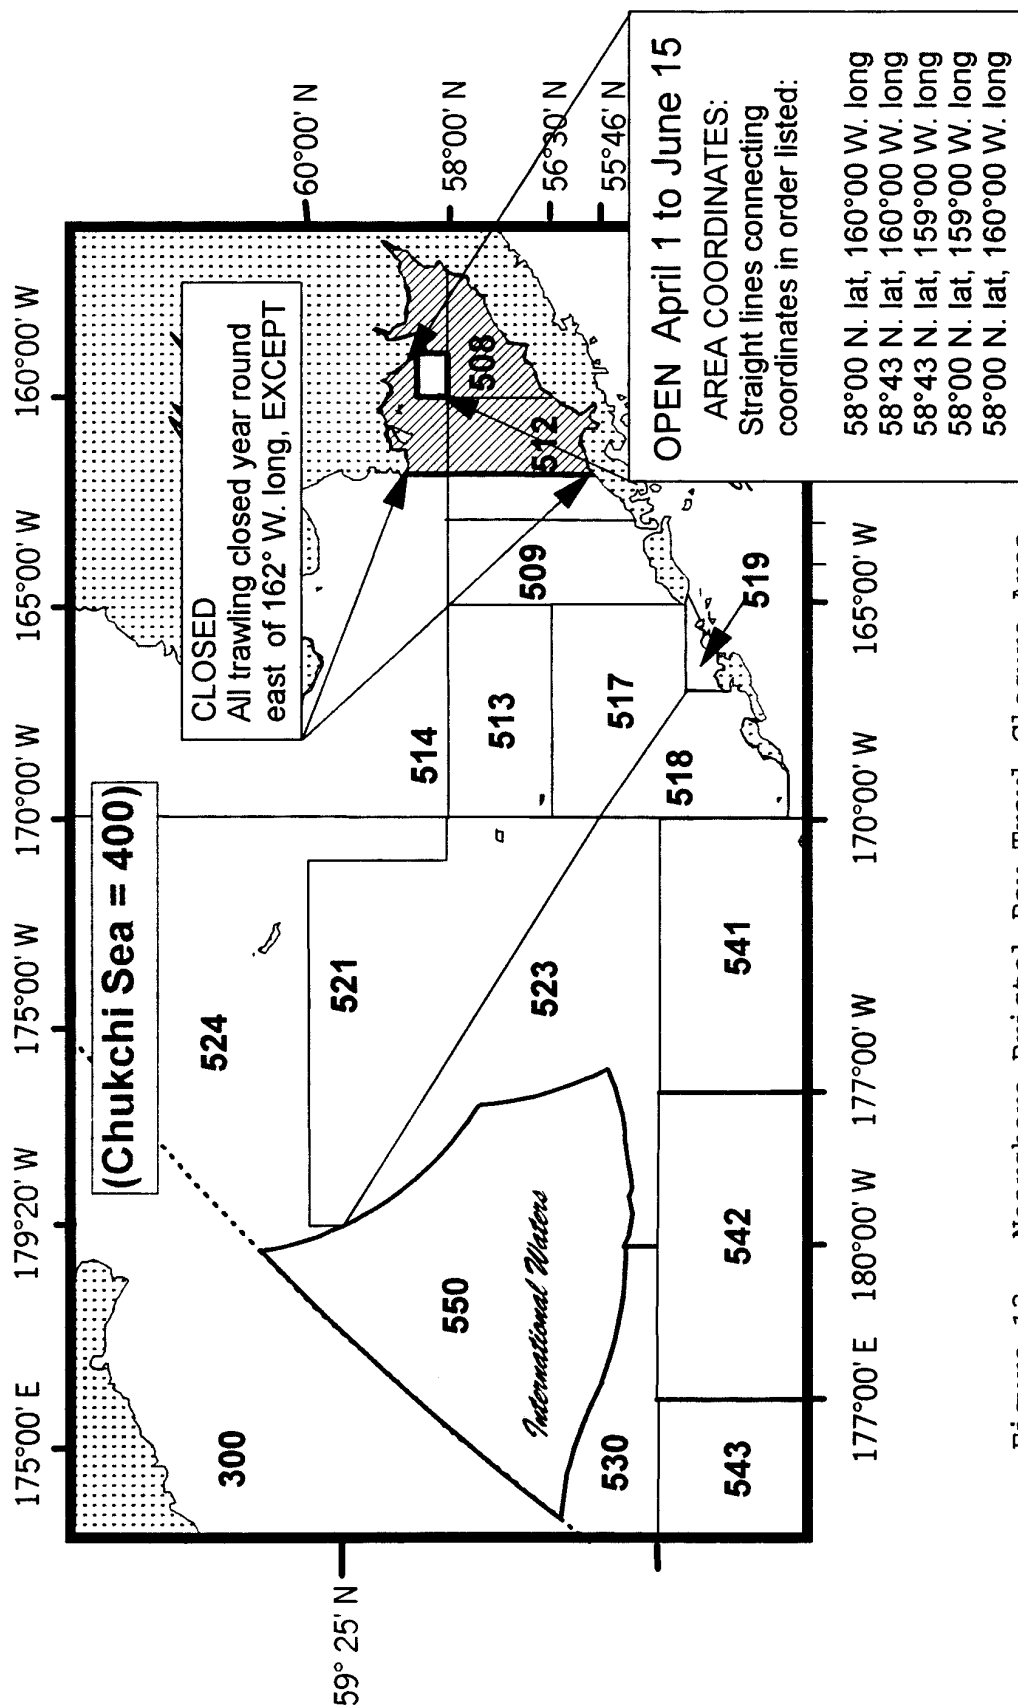 175°00' E
179°20' W
175°00' W
170°00' W
165°00' W
160°00' W
(Chukchi Sea = 400)
CLOSED
All trawling closed year round
east of 162° W. long, EXCEPT
60°00' N
58°00' N
56°30' N
55°46' N
59° 25' N
300
524
521
514
550
International Waters
523
513
509
512
508
517
518
519
530
543
542
541
177°00' E
180°00' W
177°00' W
170°00' W
165°00' W
OPEN April 1 to June 15
AREA COORDINATES:
Straight lines connecting
coordinates in order listed:
58°00 N. lat, 160°00 W. long
58°43 N. lat, 160°00 W. long
58°43 N. lat, 159°00 W. long
58°00 N. lat, 159°00 W. long
58°00 N. lat, 160°00 W. long